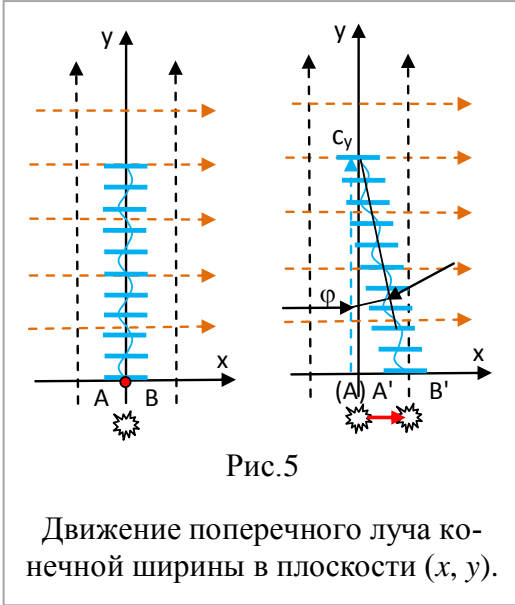 y
y
c_y
φ
x
x
A B
(A) A' B'
Рис.5
Движение поперечного луча ко-
нечной ширины в плоскости (x, y).